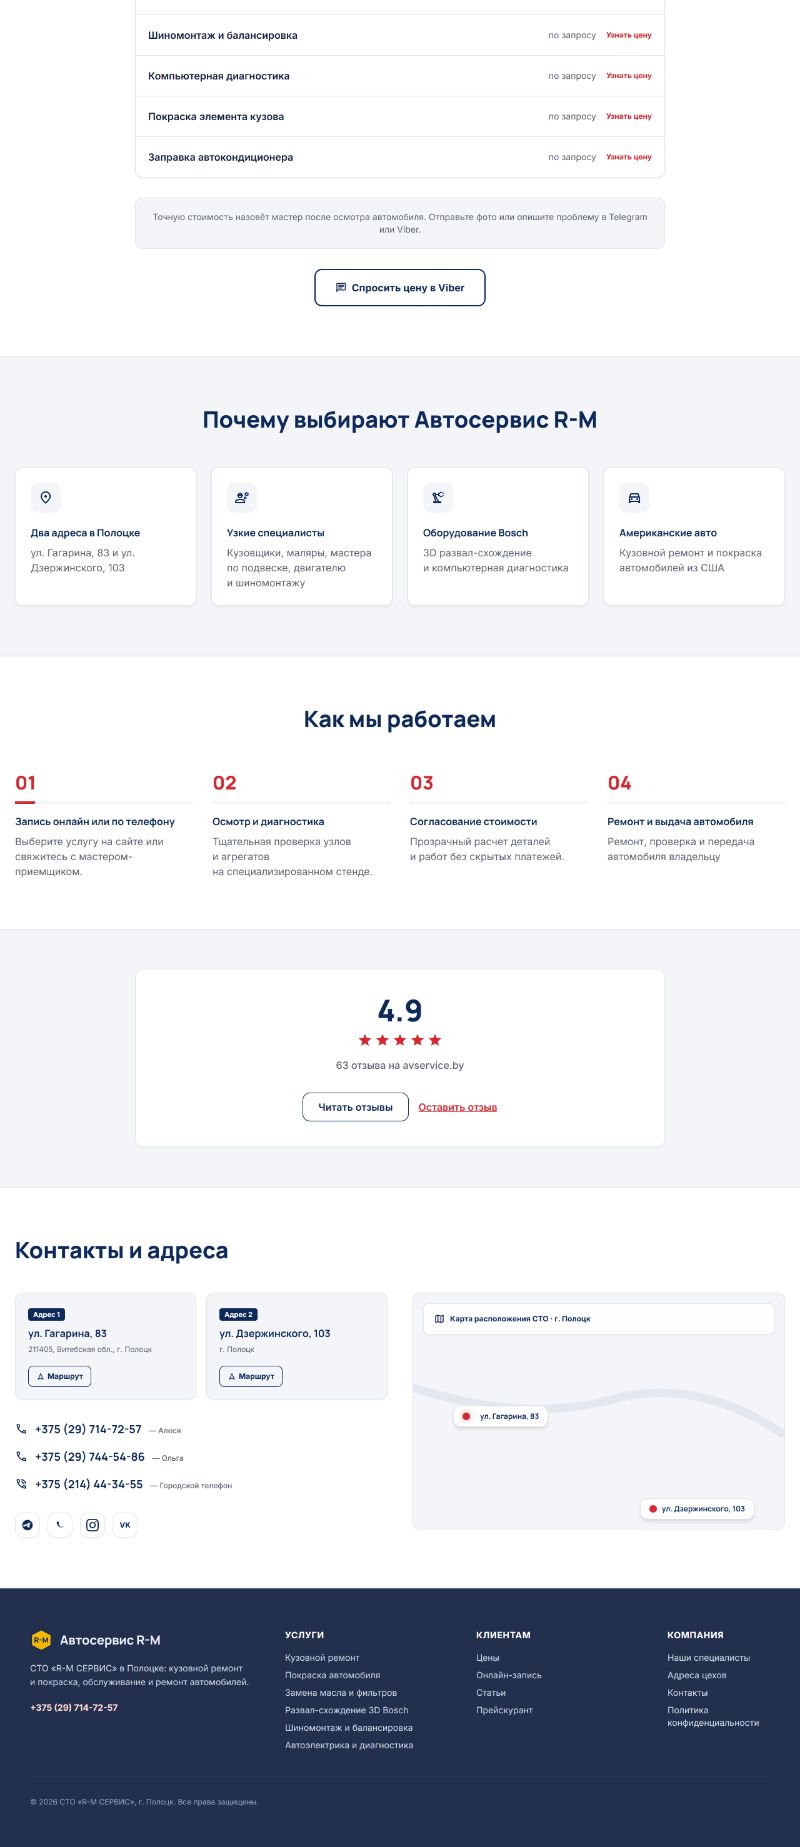 Шиномонтаж и балансировка по запросу Узнать цену
Компьютерная диагностика по запросу Узнать цену
Покраска элемента кузова по запросу Узнать цену
Заправка автокондиционера по запросу Узнать цену
Точную стоимость назовёт мастер после осмотра автомобиля. Отправьте фото или опишите проблему в Telegram
или Viber.
Спросить цену в Viber
Почему выбирают Автосервис R-M
Два адреса в Полоцке
ул. Гагарина, 83 и ул.
Дзержинского, 103
Узкие специалисты
Кузовщики, маляры, мастера
по подвеске, двигателю
и шиномонтажу
Оборудование Bosch
3D развал-схождение
и компьютерная диагностика
Американские авто
Кузовной ремонт и покраска
автомобилей из США
Как мы работаем
01
Запись онлайн или по телефону
Выберите услугу на сайте или
свяжитесь с мастером-
приемщиком.
02
Осмотр и диагностика
Тщательная проверка узлов
и агрегатов
на специализированном стенде.
03
Согласование стоимости
Прозрачный расчет деталей
и работ без скрытых платежей.
04
Ремонт и выдача автомобиля
Ремонт, проверка и передача
автомобиля владельцу
4.9
63 отзыва на avservice.by
Читать отзывы Оставить отзыв
Контакты и адреса
Адрес 1
ул. Гагарина, 83
211405, Витебская обл., г. Полоцк
Маршрут
Адрес 2
ул. Дзержинского, 103
г. Полоцк
Маршрут
+375 (29) 714-72-57 — Алеся
+375 (29) 744-54-86 — Ольга
+375 (214) 44-34-55 — Городской телефон
VK
Карта расположения СТО · г. Полоцк
ул. Гагарина, 83
ул. Дзержинского, 103
R-M Автосервис R-M
СТО «R-M СЕРВИС» в Полоцке: кузовной ремонт
и покраска, обслуживание и ремонт автомобилей.
+375 (29) 714-72-57
УСЛУГИ
Кузовной ремонт
Покраска автомобиля
Замена масла и фильтров
Развал-схождение 3D Bosch
Шиномонтаж и балансировка
Автоэлектрика и диагностика
КЛИЕНТАМ
Цены
Онлайн-запись
Статьи
Прейскурант
КОМПАНИЯ
Наши специалисты
Адреса цехов
Контакты
Политика
конфиденциальности
© 2026 СТО «R-M СЕРВИС», г. Полоцк. Все права защищены.